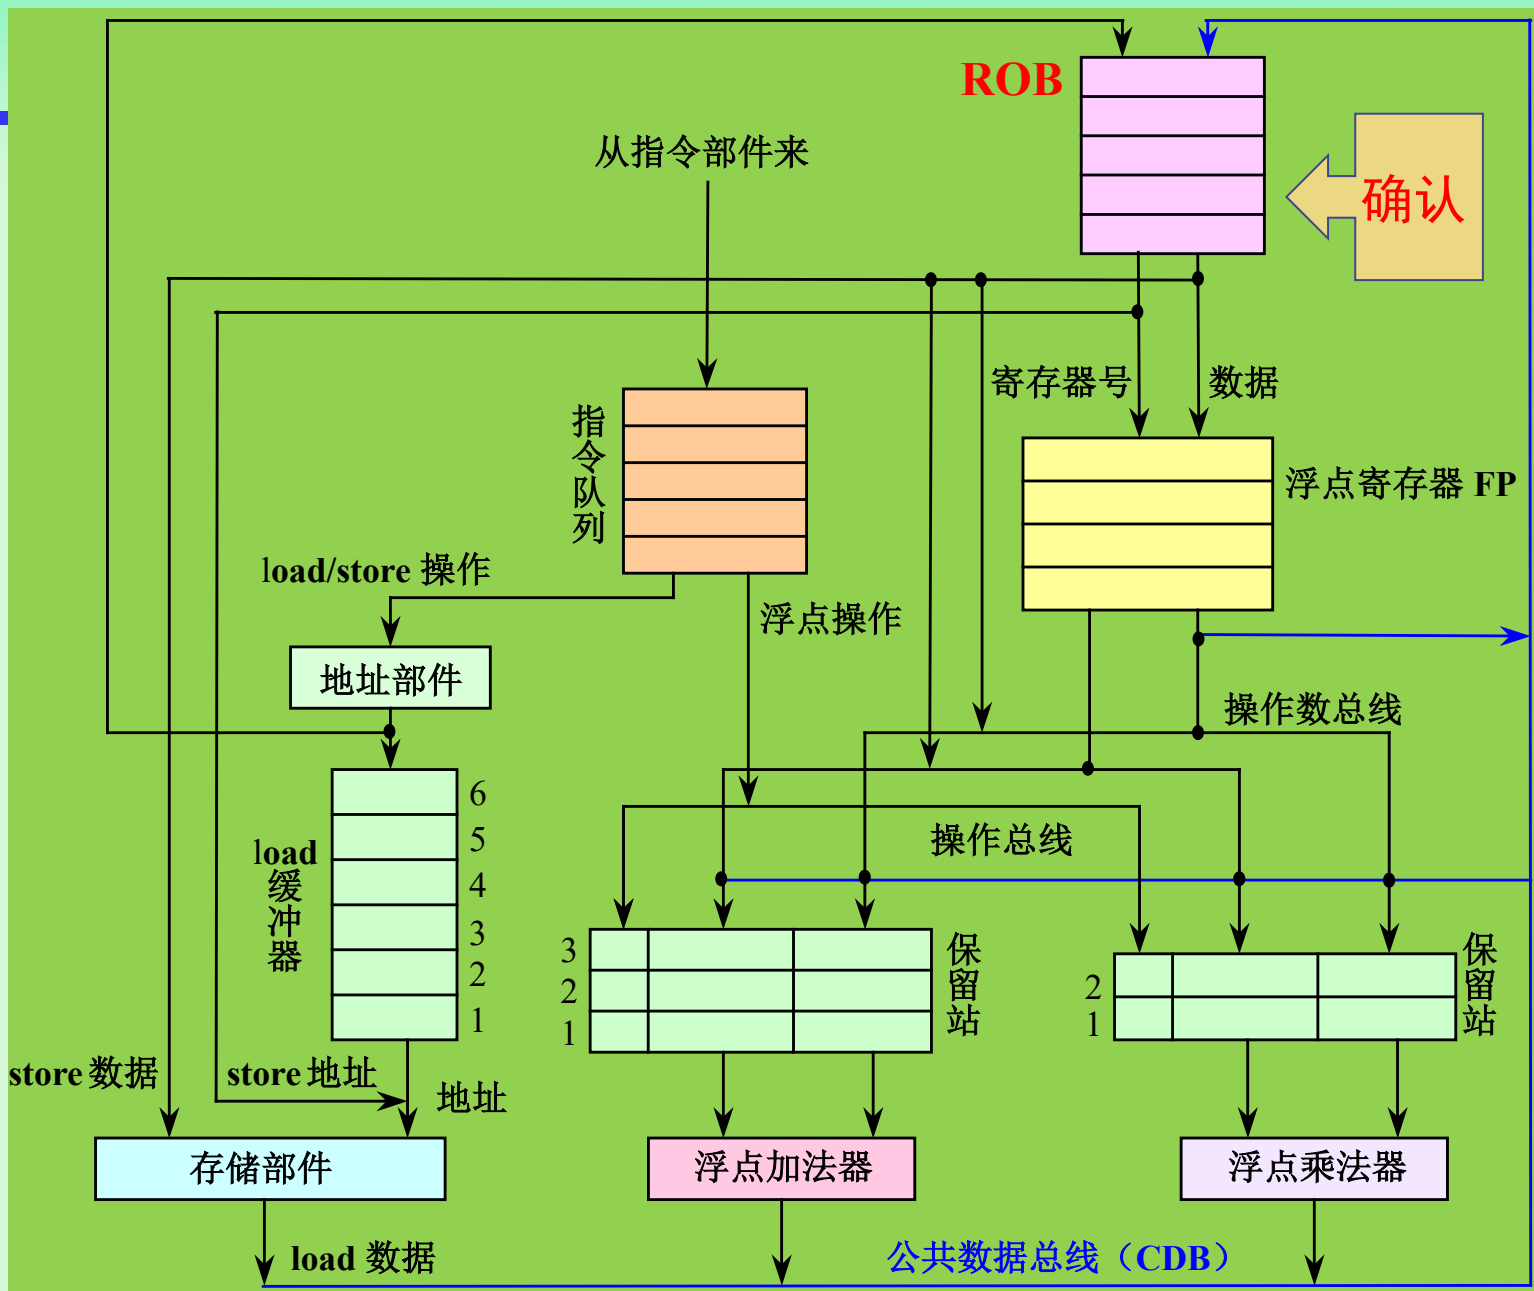 ROB
从指令部件来
确认
寄存器号
数据
指令队列
浮点寄存器 FP
load/store 操作
浮点操作
地址部件
操作数总线
6
5
4
3
2
1
load缓冲器
操作总线
3
2
1
保留站
2
1
保留站
store 数据
store 地址
地址
存储部件
浮点加法器
浮点乘法器
load 数据
公共数据总线（CDB）